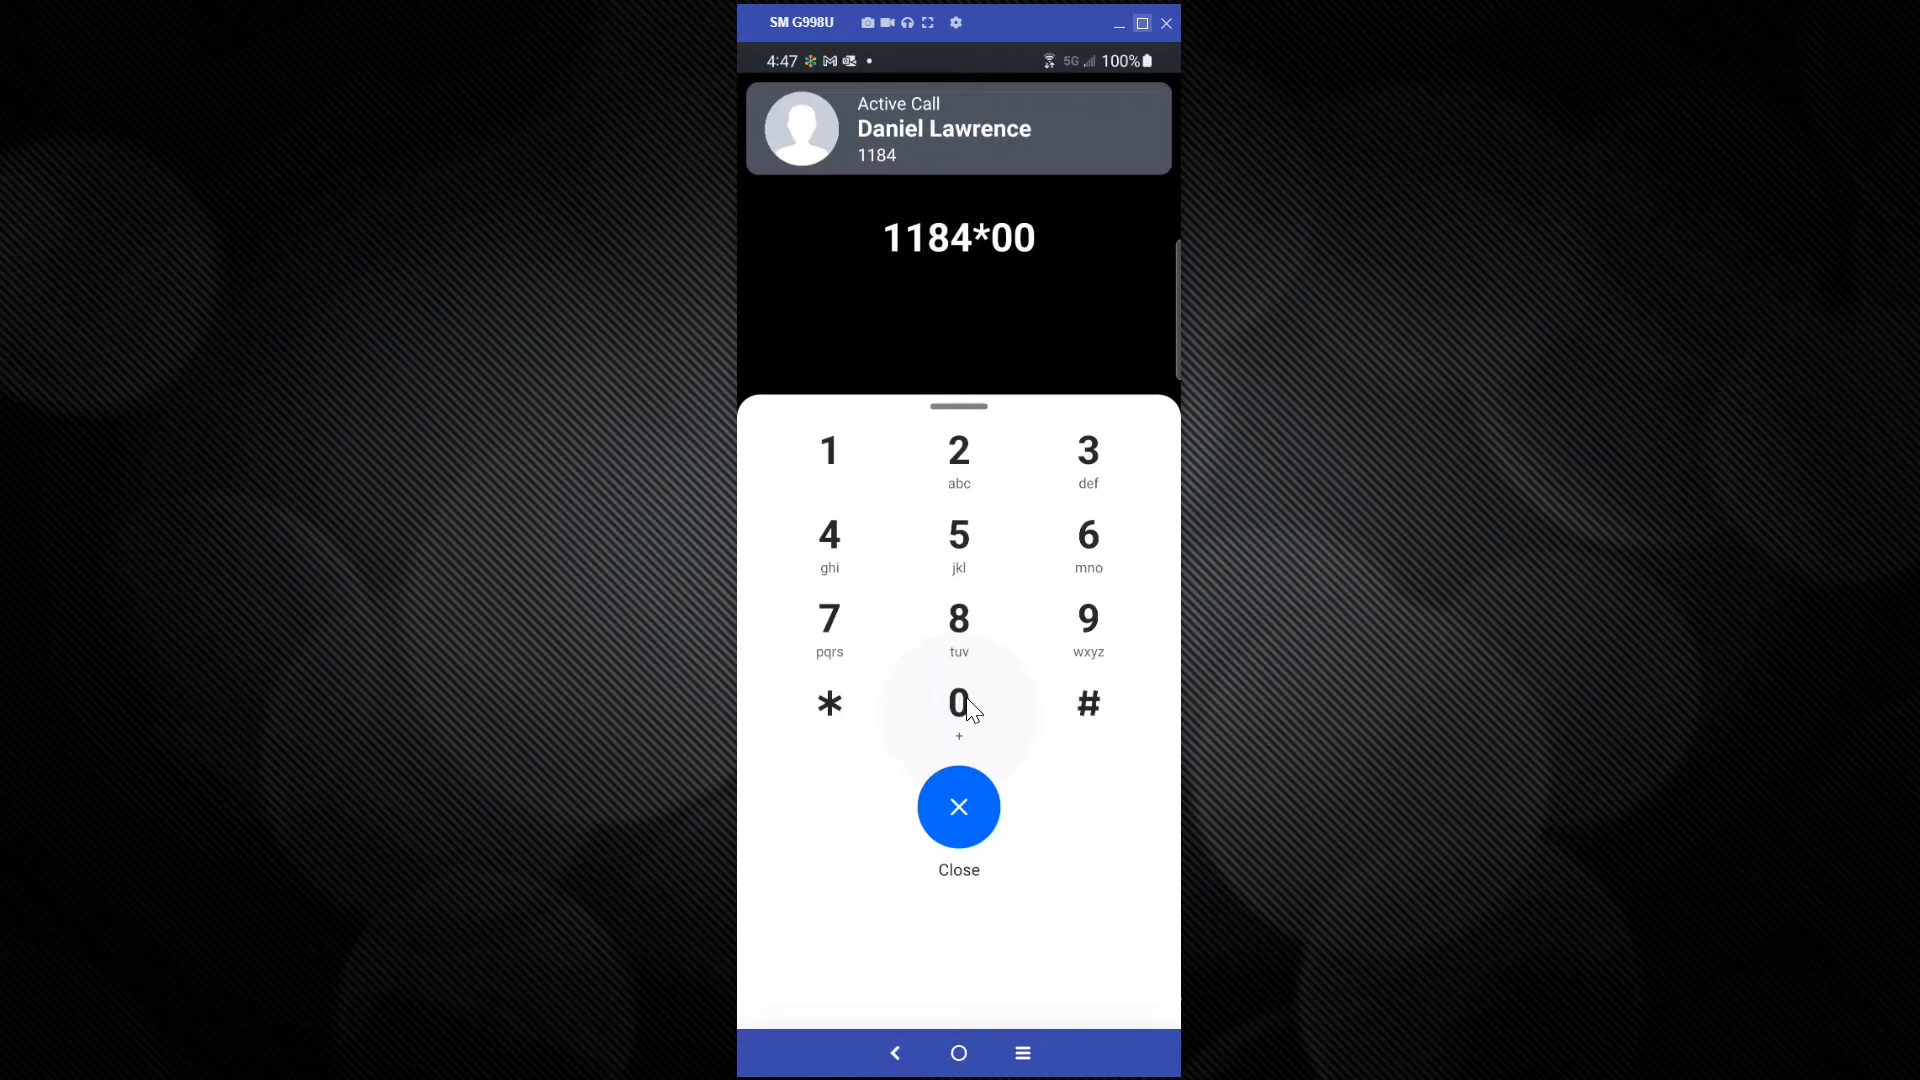 SM G998U
4:47
5G 100%
Active Call
Daniel Lawrence
1184
1184*00
1 2 3
abc def
4 5 6
ghi jkl mno
7 8 9
pqrs tuv wxyz
* 0 #
+
Close